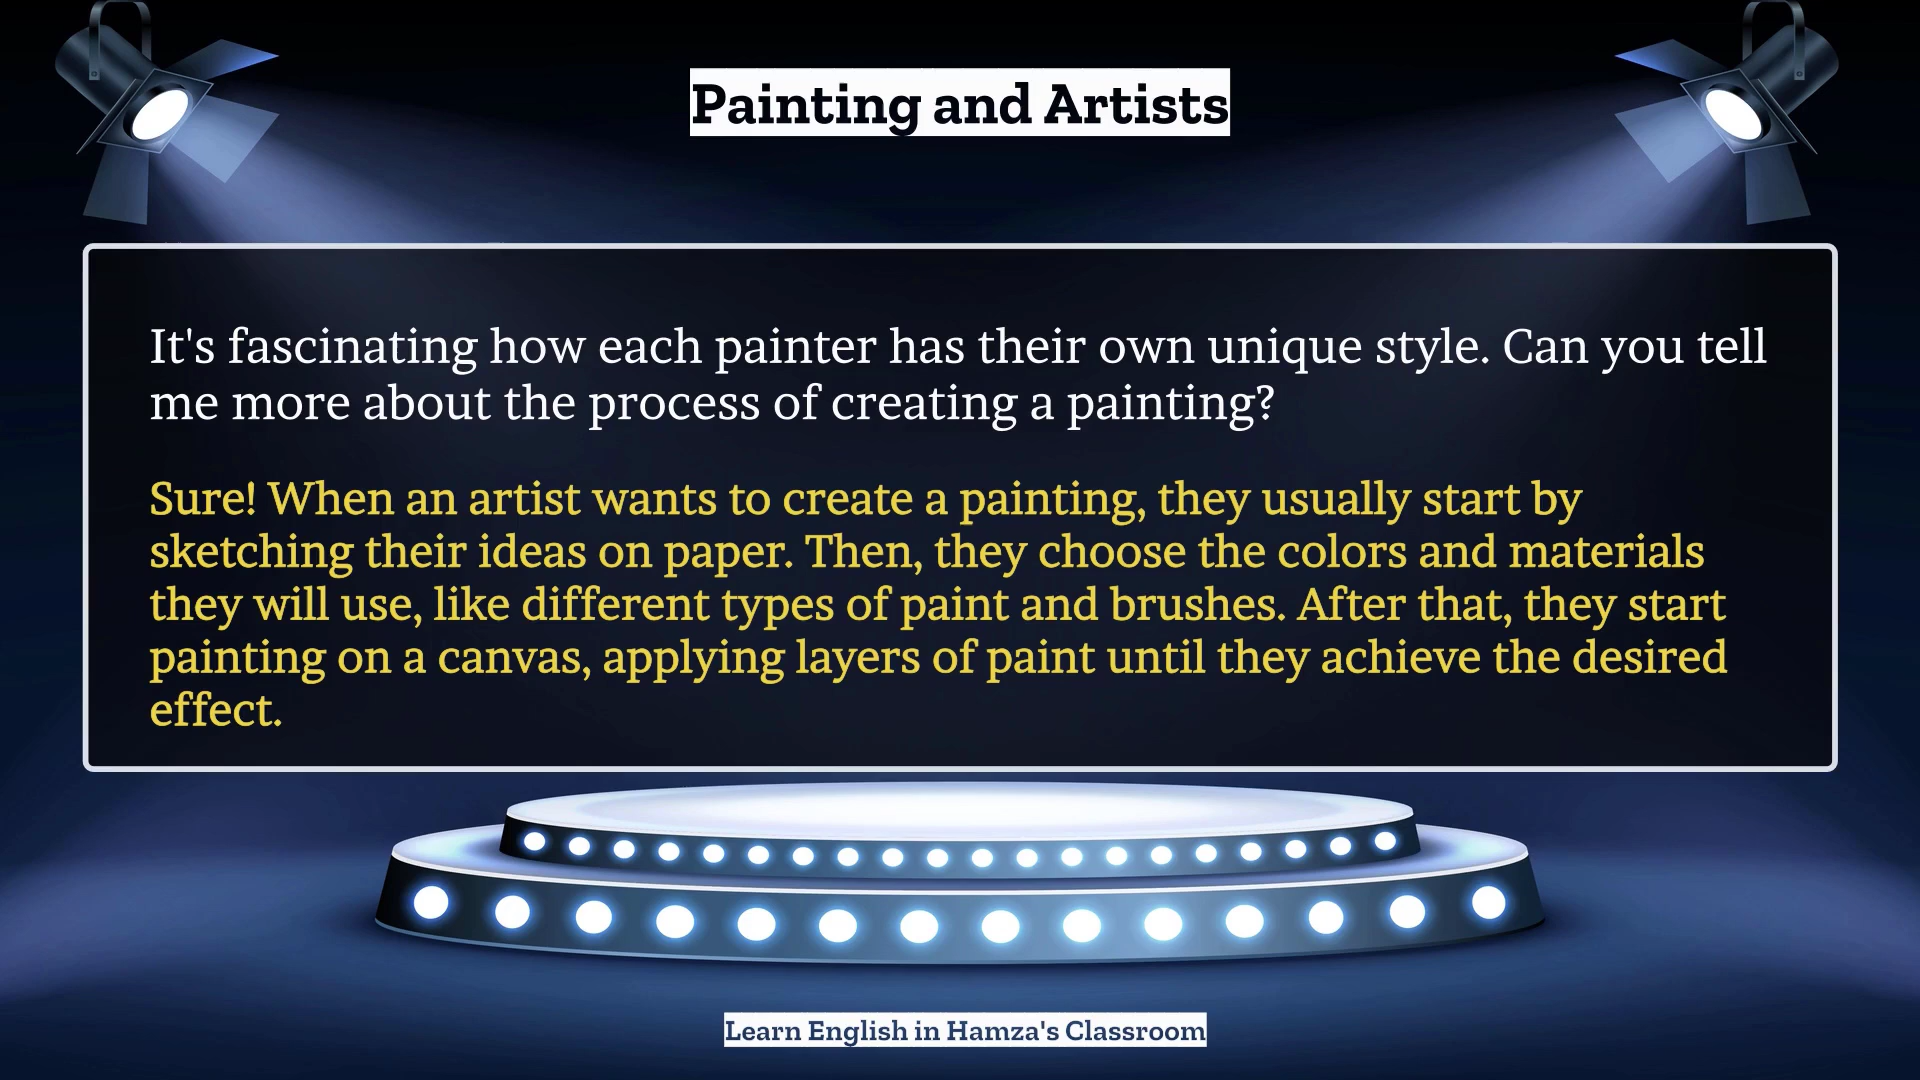 Painting and Artists
It's fascinating how each painter has their own unique style. Can you tell
me more about the process of creating a painting?
Sure! When an artist wants to create a painting, they usually start by
sketching their ideas on paper. Then, they choose the colors and materials
they will use, like different types of paint and brushes. After that, they start
painting on a canvas, applying layers of paint until they achieve the desired
effect.
Learn English in Hamza's Classroom